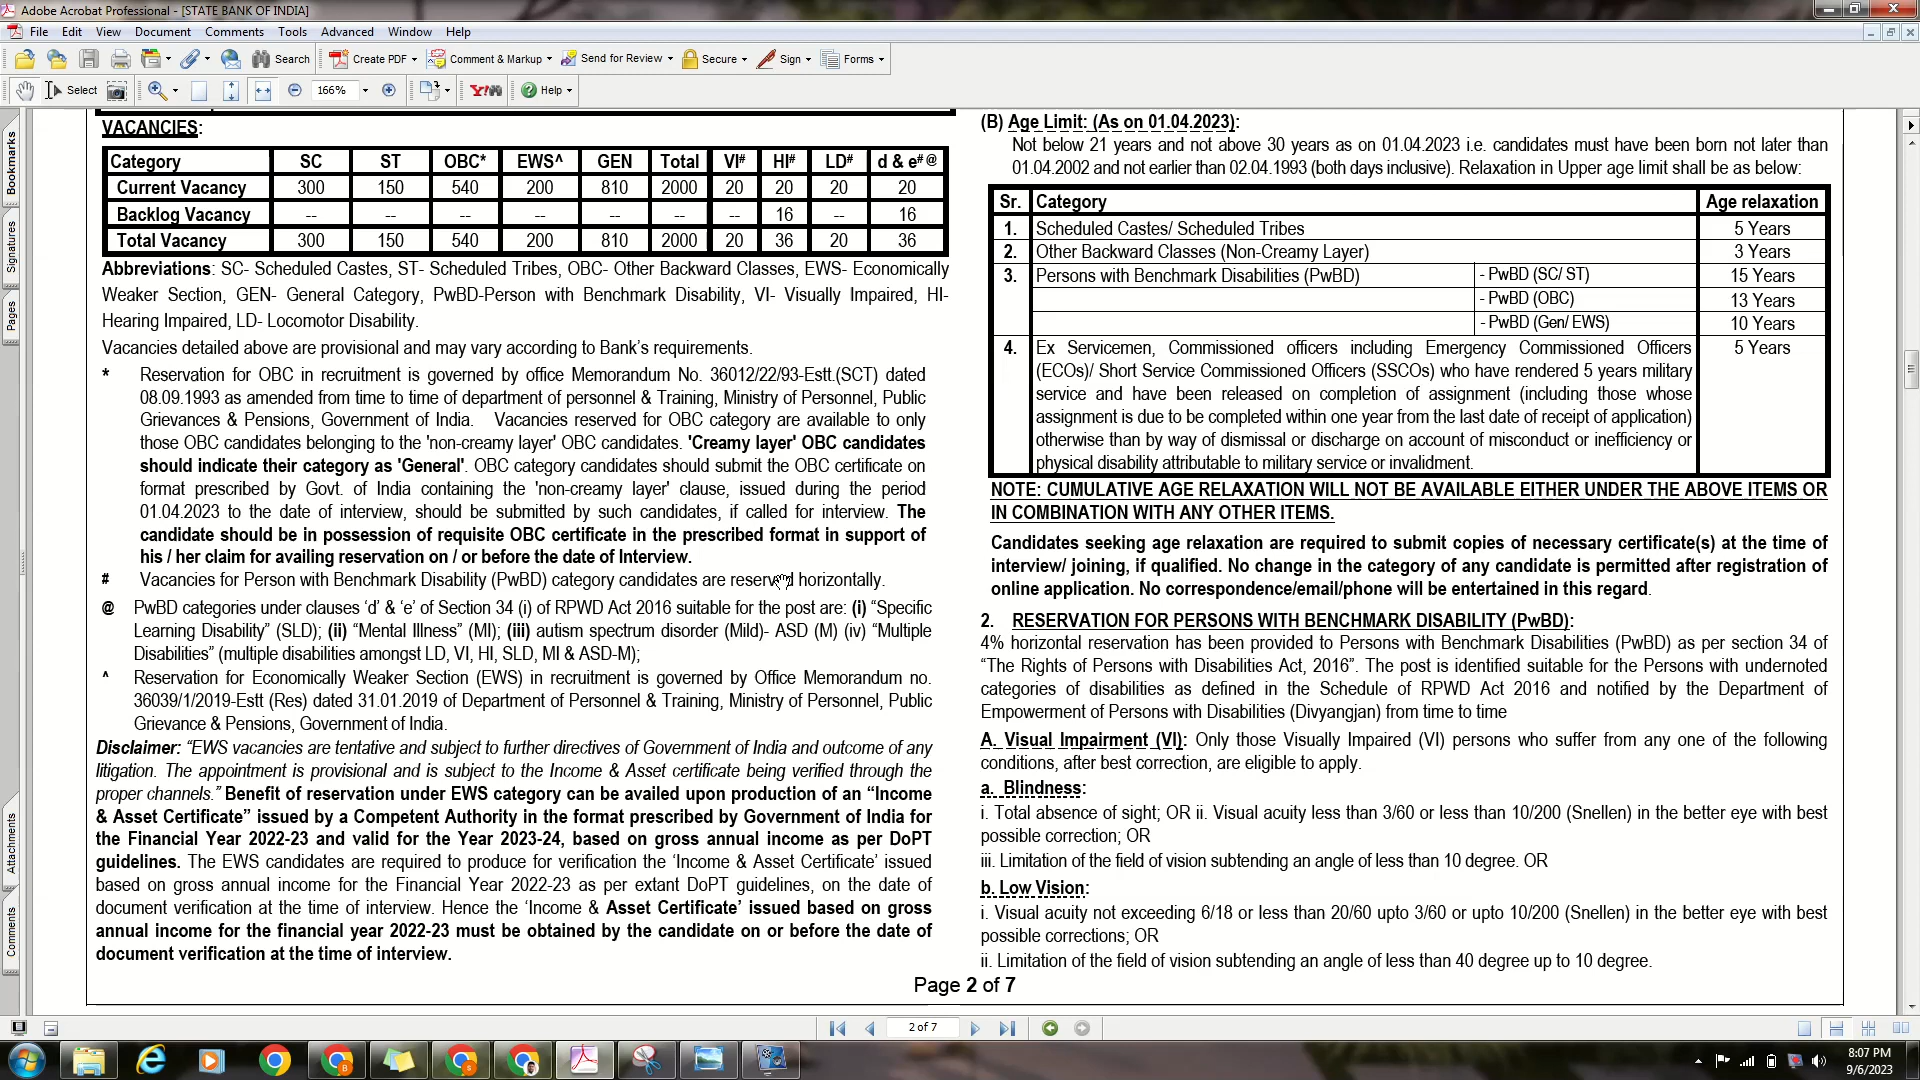 Adobe Acrobat Professional - [STATE BANK OF INDIA]
File Edit View Document Comments Tools Advanced Window Help
Search Create PDF Comment & Markup Send for Review Secure Sign Forms
Select 166% Y! Help
Bookmarks
Signatures
Pages
Attachments
Comments
VACANCIES:
Category SC ST OBC* EWS^ GEN Total VI# HI# LD# d & e# @
Current Vacancy 300 150 540 200 810 2000 20 20 20 20
Backlog Vacancy -- -- -- -- -- -- -- 16 -- 16
Total Vacancy 300 150 540 200 810 2000 20 36 20 36
Abbreviations: SC- Scheduled Castes, ST- Scheduled Tribes, OBC- Other Backward Classes, EWS- Economically
Weaker Section, GEN- General Category, PwBD-Person with Benchmark Disability, VI- Visually Impaired, HI-
Hearing Impaired, LD- Locomotor Disability.
Vacancies detailed above are provisional and may vary according to Bank's requirements.
* Reservation for OBC in recruitment is governed by office Memorandum No. 36012/22/93-Estt.(SCT) dated
08.09.1993 as amended from time to time of department of personnel & Training, Ministry of Personnel, Public
Grievances & Pensions, Government of India. Vacancies reserved for OBC category are available to only
those OBC candidates belonging to the 'non-creamy layer' OBC candidates. 'Creamy layer' OBC candidates
should indicate their category as 'General'. OBC category candidates should submit the OBC certificate on
format prescribed by Govt. of India containing the 'non-creamy layer' clause, issued during the period
01.04.2023 to the date of interview, should be submitted by such candidates, if called for interview. The
candidate should be in possession of requisite OBC certificate in the prescribed format in support of
his / her claim for availing reservation on / or before the date of Interview.
# Vacancies for Person with Benchmark Disability (PwBD) category candidates are reserved horizontally.
@ PwBD categories under clauses 'd' & 'e' of Section 34 (i) of RPWD Act 2016 suitable for the post are: (i) "Specific
Learning Disability" (SLD); (ii) "Mental Illness" (MI); (iii) autism spectrum disorder (Mild)- ASD (M) (iv) "Multiple
Disabilities" (multiple disabilities amongst LD, VI, HI, SLD, MI & ASD-M);
^ Reservation for Economically Weaker Section (EWS) in recruitment is governed by Office Memorandum no.
36039/1/2019-Estt (Res) dated 31.01.2019 of Department of Personnel & Training, Ministry of Personnel, Public
Grievance & Pensions, Government of India.
Disclaimer: "EWS vacancies are tentative and subject to further directives of Government of India and outcome of any
litigation. The appointment is provisional and is subject to the Income & Asset certificate being verified through the
proper channels." Benefit of reservation under EWS category can be availed upon production of an "Income
& Asset Certificate" issued by a Competent Authority in the format prescribed by Government of India for
the Financial Year 2022-23 and valid for the Year 2023-24, based on gross annual income as per DoPT
guidelines. The EWS candidates are required to produce for verification the 'Income & Asset Certificate' issued
based on gross annual income for the Financial Year 2022-23 as per extant DoPT guidelines, on the date of
document verification at the time of interview. Hence the 'Income & Asset Certificate' issued based on gross
annual income for the financial year 2022-23 must be obtained by the candidate on or before the date of
document verification at the time of interview.
(B) Age Limit: (As on 01.04.2023):
Not below 21 years and not above 30 years as on 01.04.2023 i.e. candidates must have been born not later than
01.04.2002 and not earlier than 02.04.1993 (both days inclusive). Relaxation in Upper age limit shall be as below:
Sr. Category Age relaxation
1. Scheduled Castes/ Scheduled Tribes 5 Years
2. Other Backward Classes (Non-Creamy Layer) 3 Years
3. Persons with Benchmark Disabilities (PwBD) - PwBD (SC/ ST) 15 Years
- PwBD (OBC) 13 Years
- PwBD (Gen/ EWS) 10 Years
4. Ex Servicemen, Commissioned officers including Emergency Commissioned Officers 5 Years
(ECOs)/ Short Service Commissioned Officers (SSCOs) who have rendered 5 years military
service and have been released on completion of assignment (including those whose
assignment is due to be completed within one year from the last date of receipt of application)
otherwise than by way of dismissal or discharge on account of misconduct or inefficiency or
physical disability attributable to military service or invalidment.
NOTE: CUMULATIVE AGE RELAXATION WILL NOT BE AVAILABLE EITHER UNDER THE ABOVE ITEMS OR
IN COMBINATION WITH ANY OTHER ITEMS.
Candidates seeking age relaxation are required to submit copies of necessary certificate(s) at the time of
interview/ joining, if qualified. No change in the category of any candidate is permitted after registration of
online application. No correspondence/email/phone will be entertained in this regard.
2. RESERVATION FOR PERSONS WITH BENCHMARK DISABILITY (PwBD):
4% horizontal reservation has been provided to Persons with Benchmark Disabilities (PwBD) as per section 34 of
"The Rights of Persons with Disabilities Act, 2016". The post is identified suitable for the Persons with undernoted
categories of disabilities as defined in the Schedule of RPWD Act 2016 and notified by the Department of
Empowerment of Persons with Disabilities (Divyangjan) from time to time
A. Visual Impairment (VI): Only those Visually Impaired (VI) persons who suffer from any one of the following
conditions, after best correction, are eligible to apply.
a. Blindness:
i. Total absence of sight; OR ii. Visual acuity less than 3/60 or less than 10/200 (Snellen) in the better eye with best
possible correction; OR
iii. Limitation of the field of vision subtending an angle of less than 10 degree. OR
b. Low Vision:
i. Visual acuity not exceeding 6/18 or less than 20/60 upto 3/60 or upto 10/200 (Snellen) in the better eye with best
possible corrections; OR
ii. Limitation of the field of vision subtending an angle of less than 40 degree up to 10 degree.
Page 2 of 7
2 of 7
8:07 PM
9/6/2023